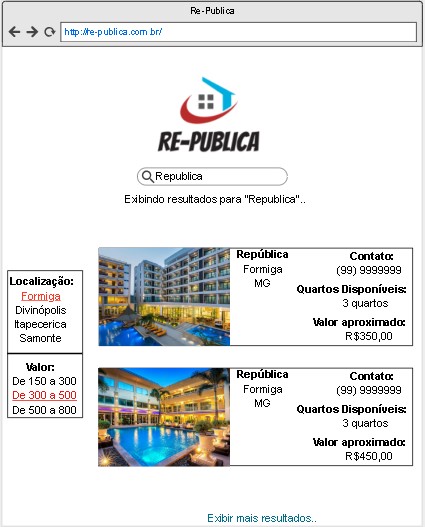 Re-Publica
http://re-publica.com.br/
RE-PUBLICA
Republica
Exibindo resultados para "Republica"..
Localização:
Formiga
Divinópolis
Itapecerica
Samonte
Valor:
De 150 a 300
De 300 a 500
De 500 a 800
República
Formiga
MG
Contato:
(99) 9999999
Quartos Disponíveis:
3 quartos
Valor aproximado:
R$350,00
República
Formiga
MG
Contato:
(99) 9999999
Quartos Disponíveis:
3 quartos
Valor aproximado:
R$450,00
Exibir mais resultados..